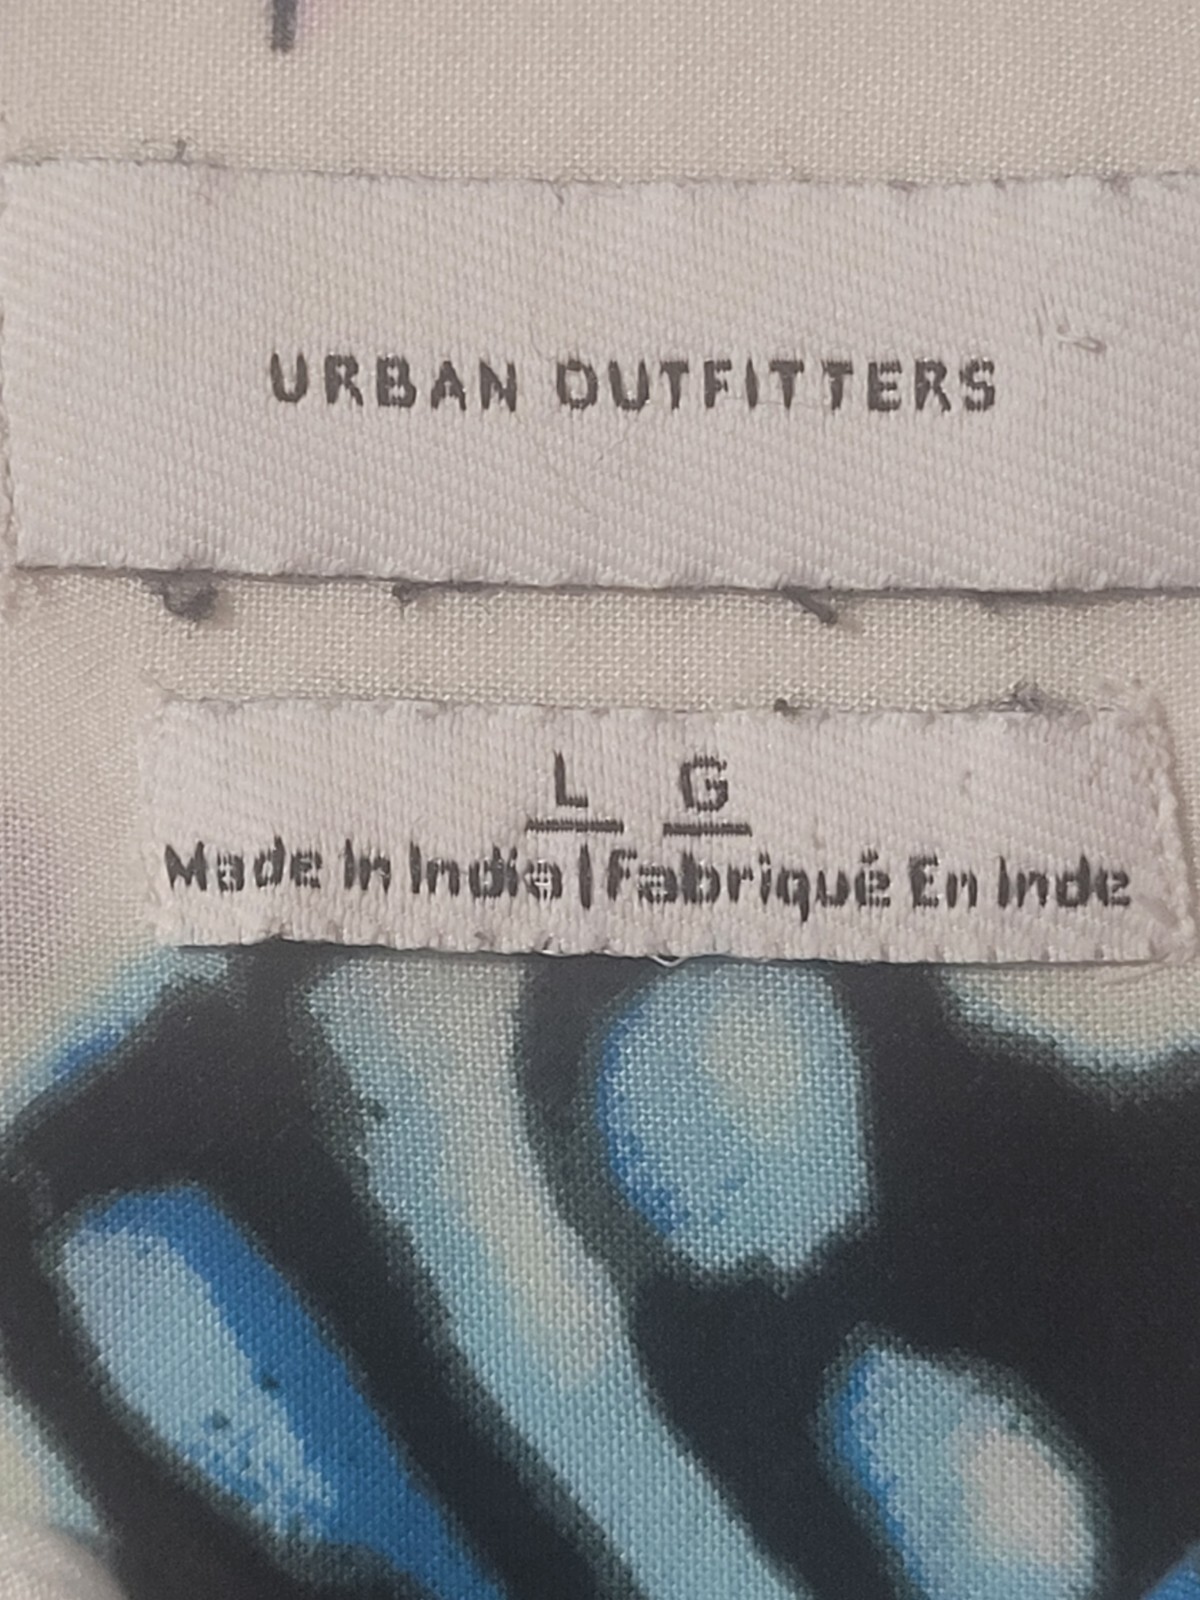 URBAN OUTFITTERS
L G
Made In India | Fabriqué En Inde